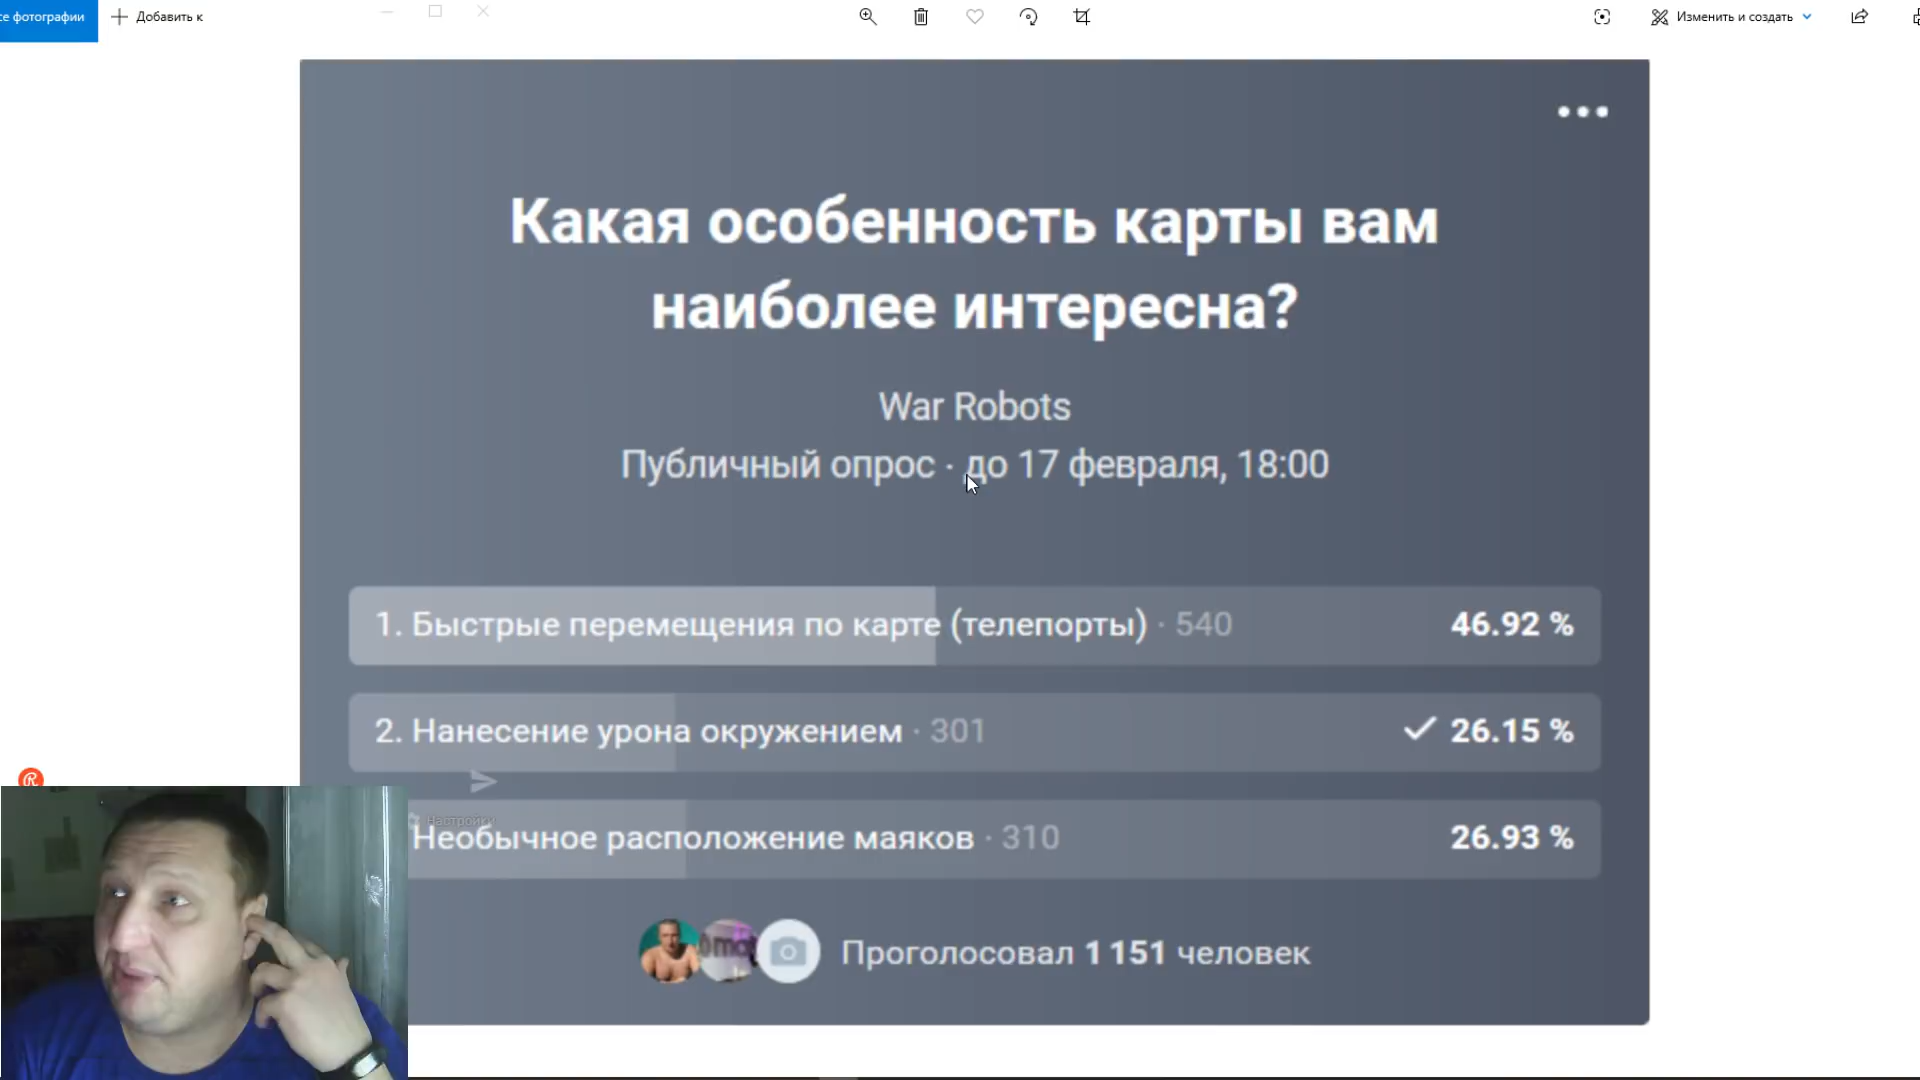 се фотографии
Добавить к
Изменить и создать
Какая особенность карты вам
наиболее интересна?
War Robots
Публичный опрос · до 17 февраля, 18:00
1. Быстрые перемещения по карте (телепорты) · 540 46.92 %
2. Нанесение урона окружением · 301 26.15 %
Настройки
Необычное расположение маяков · 310 26.93 %
Проголосовал 1 151 человек